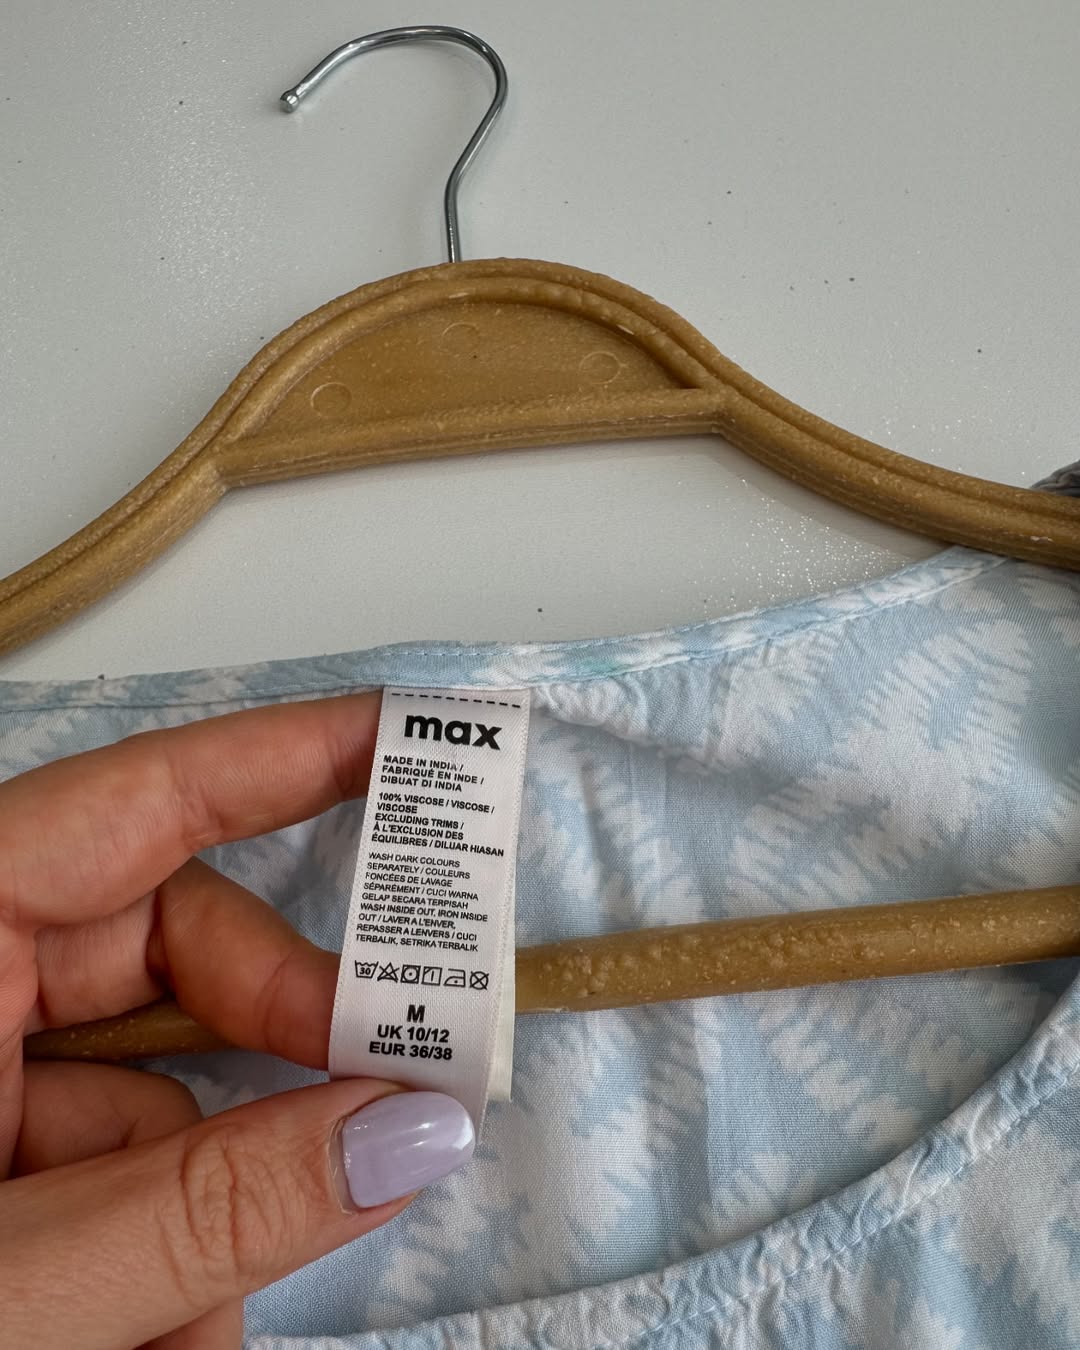 max
MADE IN INDIA /
FABRIQUÉ EN INDE /
DIBUAT DI INDIA
100% VISCOSE / VISCOSE /
VISCOSE
EXCLUDING TRIMS /
À L'EXCLUSION DES
ÉQUILIBRES / DILUAR HIASAN
WASH DARK COLOURS
SEPARATELY / COULEURS
FONCÉES DE LAVAGE
SÉPARÉMENT / CUCI WARNA
GELAP SECARA TERPISAH
WASH INSIDE OUT, IRON INSIDE
OUT / LAVER A L'ENVER,
REPASSER A LENVERS / CUCI
TERBALIK, SETRIKA TERBALIK
30
M
UK 10/12
EUR 36/38